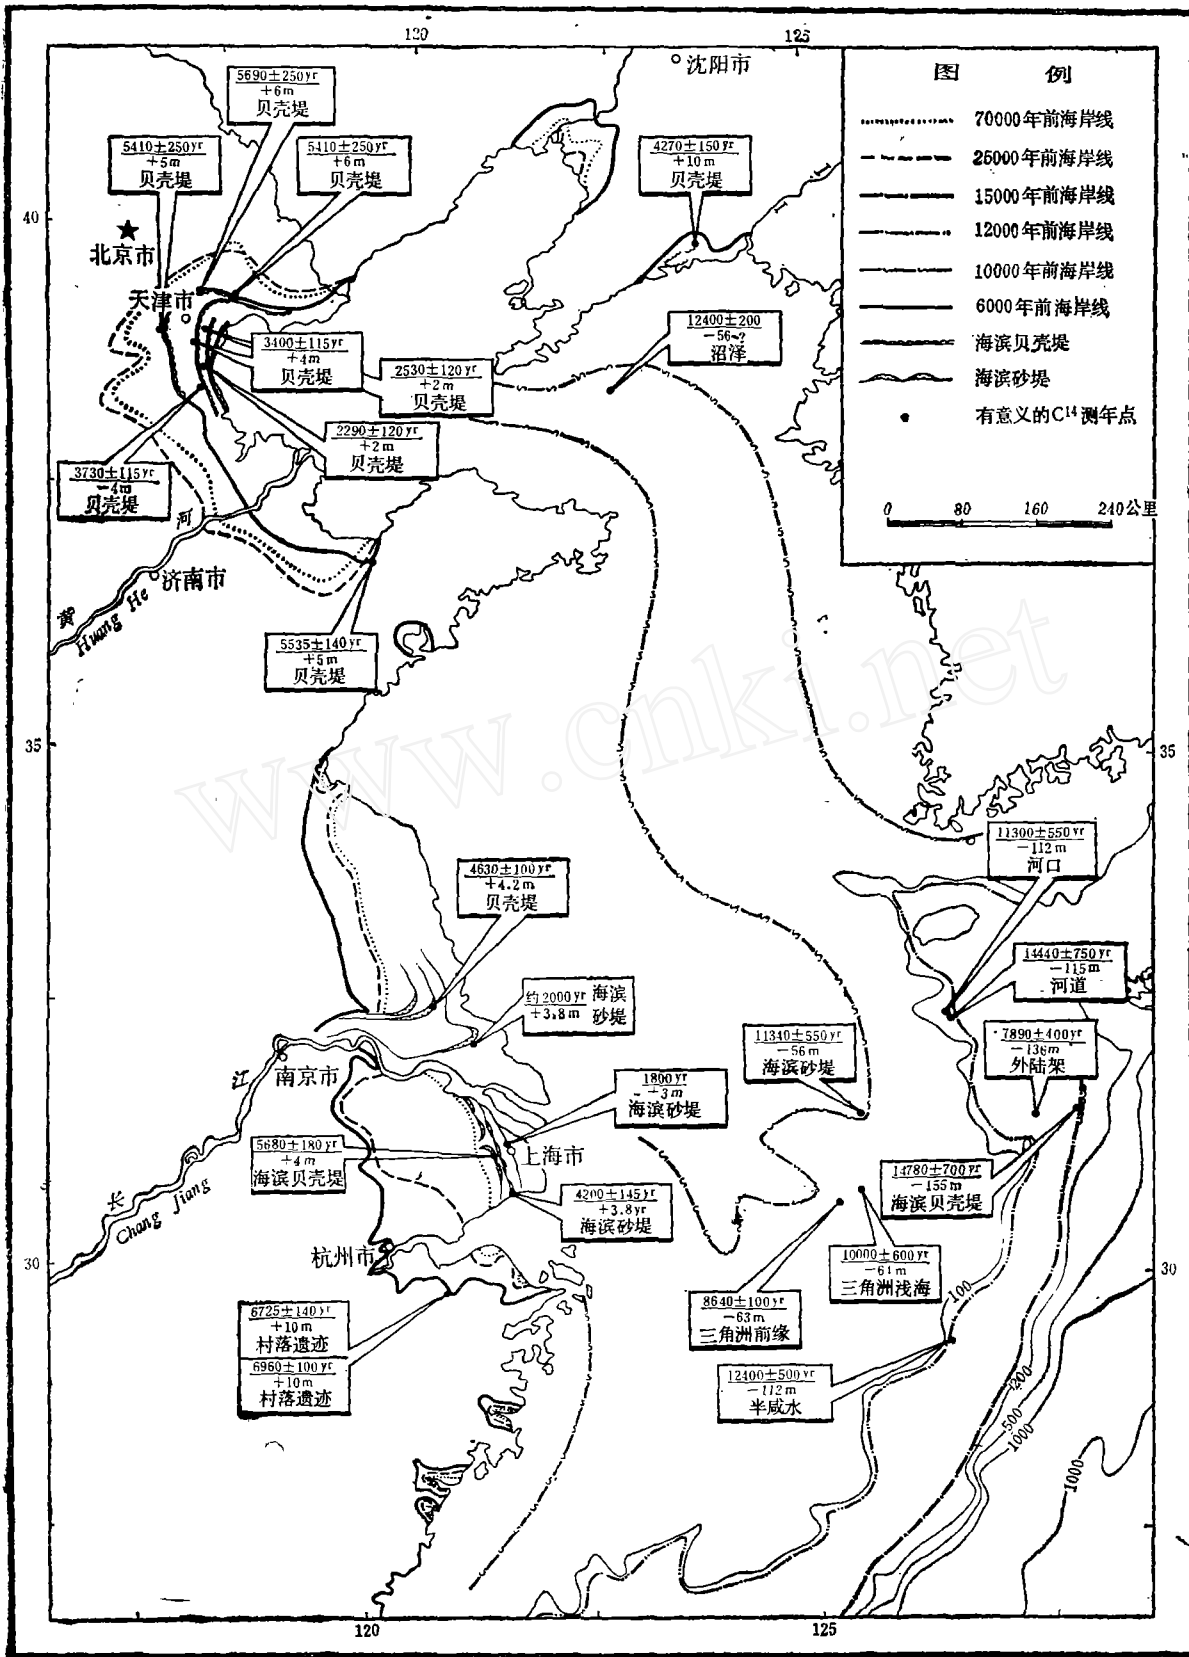 120
125
沈阳市
图 例
70000年前海岸线
25000年前海岸线
15000年前海岸线
12000年前海岸线
10000年前海岸线
6000年前海岸线
海滨贝壳堤
海滨砂堤
有意义的C¹⁴测年点
0 80 160 240公里
5690±250yr
+6m
贝壳堤
5410±250yr
+5m
贝壳堤
5410±250yr
+6m
贝壳堤
4270±150yr
+10m
贝壳堤
40
北京市
天津市
3400±115yr
+4m
贝壳堤
12400±200
-56-?
沼泽
2530±120yr
+2m
贝壳堤
2290±120yr
+2m
贝壳堤
3730±115yr
-4m
贝壳堤
黄
河
Huang He
济南市
5535±140yr
+5m
贝壳堤
35
35
www.cnki.net
11300±550yr
-112m
河口
4630±100yr
+4.2m
贝壳堤
14440±750yr
-115m
河道
约2000yr
+3.8m
海滨
砂堤
11340±550yr
-56m
海滨砂堤
7890±400yr
-136m
外陆架
江
南京市
1800yr
+3m
海滨砂堤
5680±180yr
+4m
海滨贝壳堤
上海市
14780±700yr
-155m
海滨贝壳堤
长
Chang Jiang
4200±145yr
+3.8yr
海滨砂堤
杭州市
30
30
10000±600yr
-61m
三角洲浅海
100
8640±100yr
-63m
三角洲前缘
6725±140yr
+10m
村落遗迹
6960±100yr
+10m
村落遗迹
12400±500yr
-112m
半咸水
200
500
1000
1000
120
125